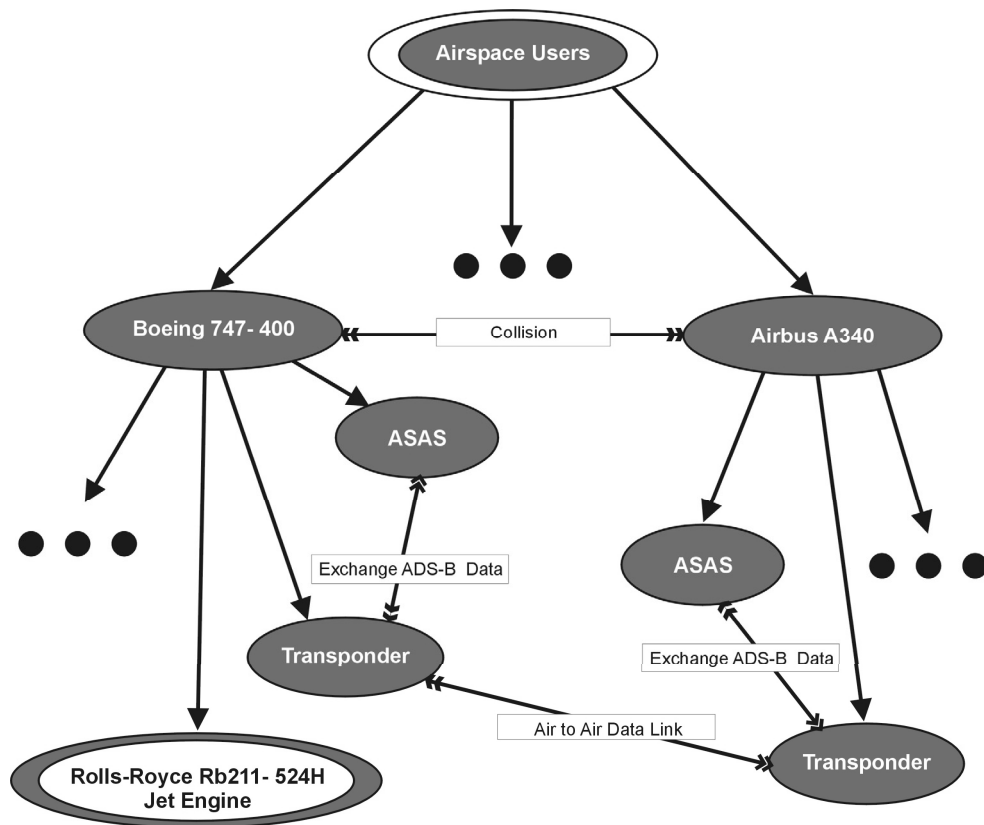 Airspace Users
Boeing 747- 400
Collision
Airbus A340
ASAS
ASAS
Exchange ADS-B Data
Transponder
Exchange ADS-B Data
Air to Air Data Link
Transponder
Rolls-Royce Rb211- 524H
Jet Engine